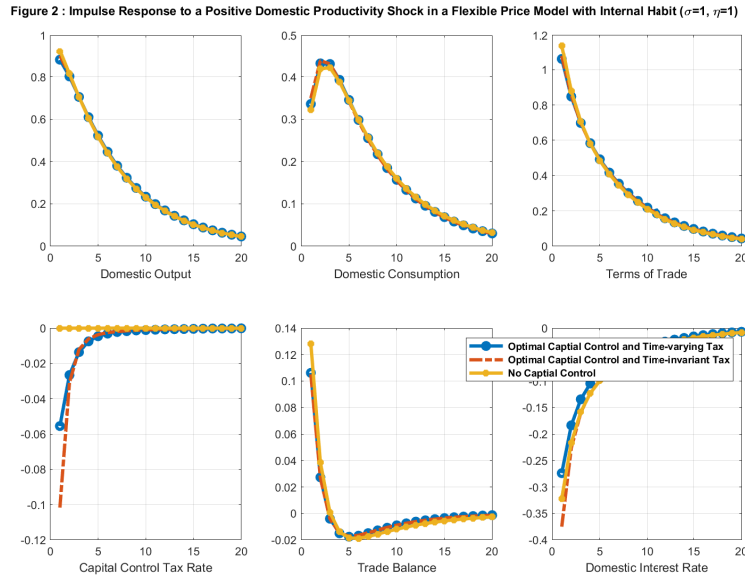 Figure 2 : Impulse Response to a Positive Domestic Productivity Shock in a Flexible Price Model with Internal Habit (σ=1, η=1)
1
0.8
0.6
0.4
0.2
0
0 5 10 15 20
Domestic Output
0.5
0.4
0.3
0.2
0.1
0
0 5 10 15 20
Domestic Consumption
1.2
1
0.8
0.6
0.4
0.2
0
0 5 10 15 20
Terms of Trade
0
-0.02
-0.04
-0.06
-0.08
-0.1
-0.12
0 5 10 15 20
Capital Control Tax Rate
0.14
0.12
0.1
0.08
0.06
0.04
0.02
0
-0.02
0 5 10 15 20
Trade Balance
Optimal Captial Control and Time-varying Tax
Optimal Captial Control and Time-invariant Tax
No Captial Control
0
-0.1
-0.15
-0.2
-0.25
-0.3
-0.35
-0.4
0 5 10 15 20
Domestic Interest Rate